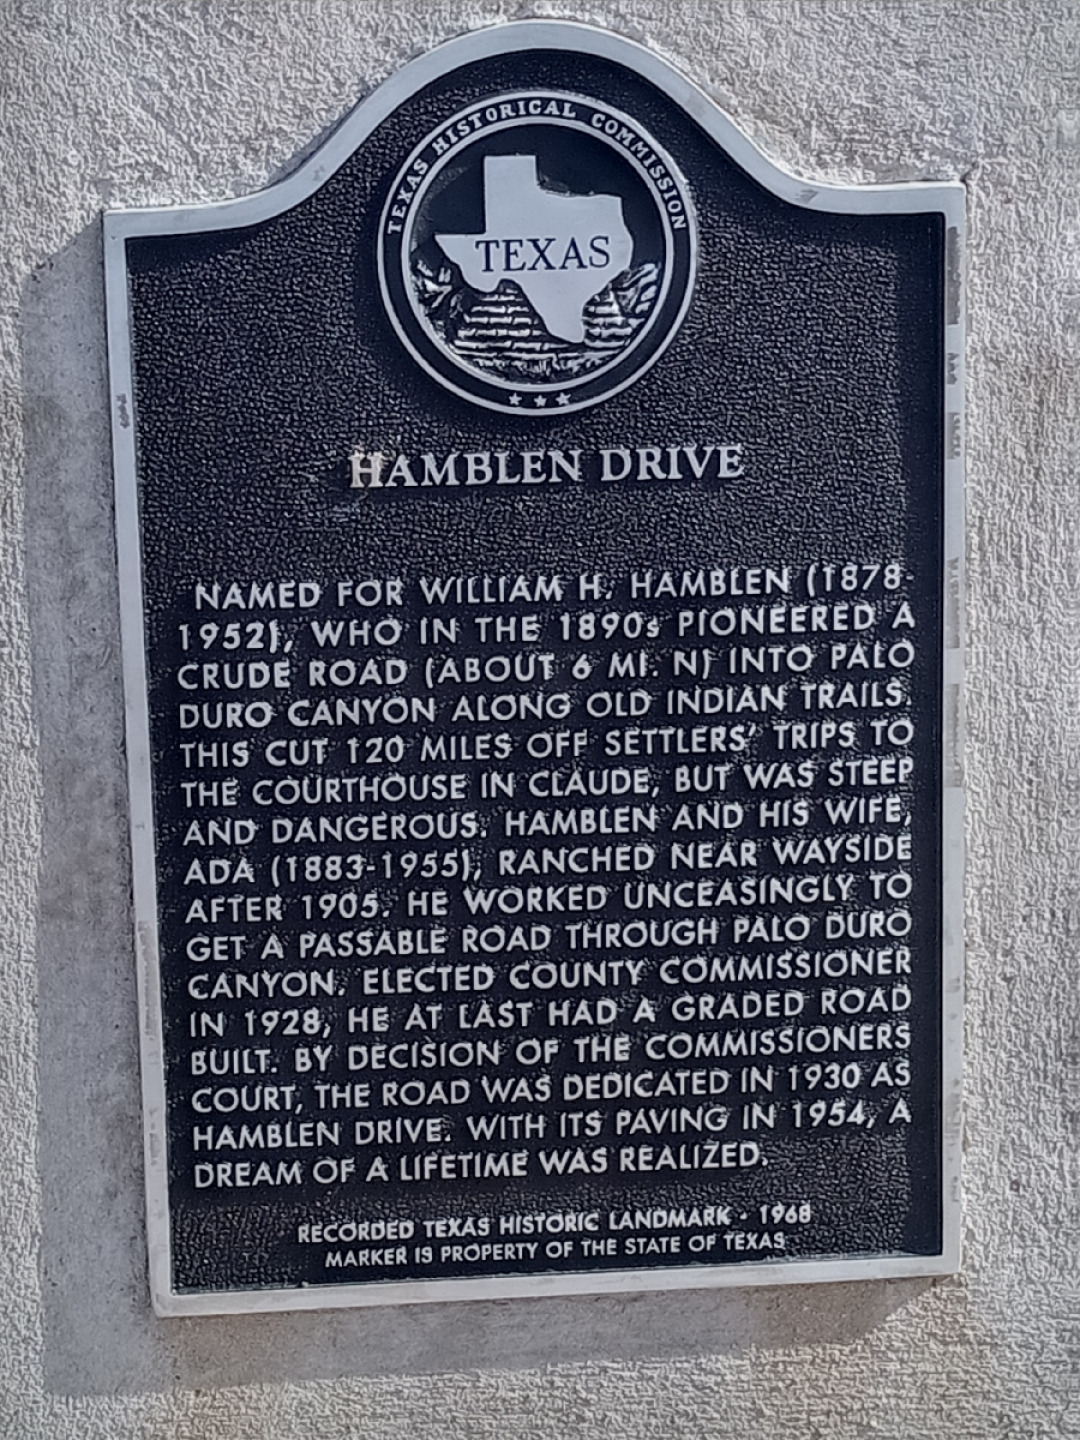 TEXAS HISTORICAL COMMISSION
TEXAS
HAMBLEN DRIVE
NAMED FOR WILLIAM H. HAMBLEN (1878-
1952), WHO IN THE 1890s PIONEERED A
CRUDE ROAD (ABOUT 6 MI. N) INTO PALO
DURO CANYON ALONG OLD INDIAN TRAILS.
THIS CUT 120 MILES OFF SETTLERS' TRIPS TO
THE COURTHOUSE IN CLAUDE, BUT WAS STEEP
AND DANGEROUS. HAMBLEN AND HIS WIFE,
ADA (1883-1955), RANCHED NEAR WAYSIDE
AFTER 1905. HE WORKED UNCEASINGLY TO
GET A PASSABLE ROAD THROUGH PALO DURO
CANYON. ELECTED COUNTY COMMISSIONER
IN 1928, HE AT LAST HAD A GRADED ROAD
BUILT. BY DECISION OF THE COMMISSIONERS
COURT, THE ROAD WAS DEDICATED IN 1930 AS
HAMBLEN DRIVE. WITH ITS PAVING IN 1954, A
DREAM OF A LIFETIME WAS REALIZED.
RECORDED TEXAS HISTORIC LANDMARK - 1968
MARKER IS PROPERTY OF THE STATE OF TEXAS